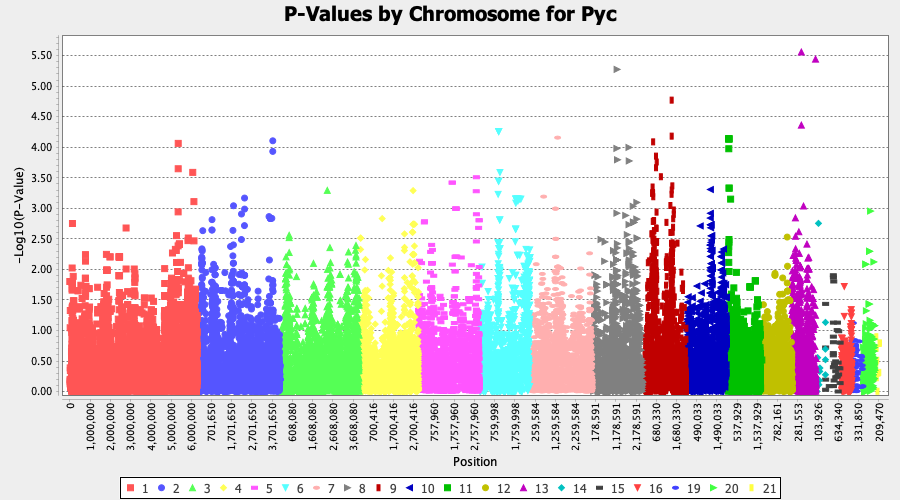 P-Values by Chromosome for Pyc
5.50
5.00
4.50
4.00
3.50
3.00
2.50
2.00
1.50
1.00
0.50
0.00
−Log10(P-Value)
0 1,000,000 2,000,000 3,000,000 4,000,000 5,000,000 6,000,000 701,650 1,701,650 2,701,650 3,701,650 608,080 1,608,080 2,608,080 3,608,080 700,416 1,700,416 2,700,416 757,960 1,757,960 2,757,960 759,998 1,759,998 259,584 1,259,584 2,259,584 178,591 1,178,591 2,178,591 680,330 1,680,330 490,033 1,490,033 537,929 1,537,929 782,161 281,553 103,926 634,340 331,850 209,470
Position
1 2 3 4 5 6 7 8 9 10 11 12 13 14 15 16 19 20 21